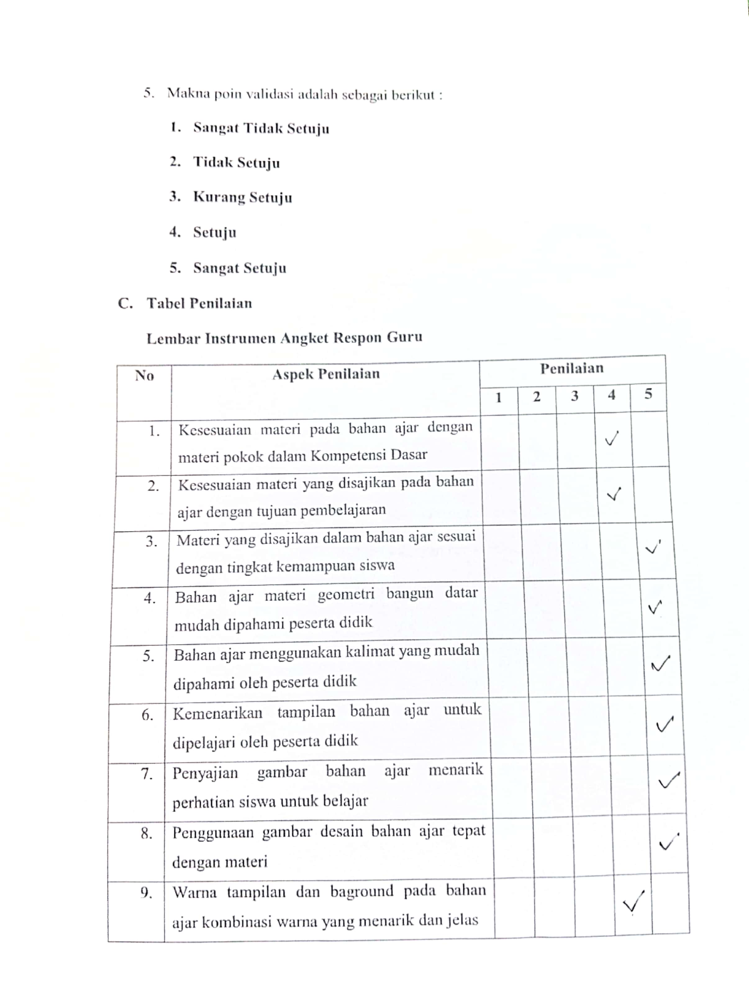 5. Makna poin validasi adalah sebagai berikut :
1. Sangat Tidak Setuju
2. Tidak Setuju
3. Kurang Setuju
4. Setuju
5. Sangat Setuju
C. Tabel Penilaian
Lembar Instrumen Angket Respon Guru
No Aspek Penilaian Penilaian
1 2 3 4 5
1. Kesesuaian materi pada bahan ajar dengan
materi pokok dalam Kompetensi Dasar ✓
2. Kesesuaian materi yang disajikan pada bahan
ajar dengan tujuan pembelajaran ✓
3. Materi yang disajikan dalam bahan ajar sesuai
dengan tingkat kemampuan siswa ✓
4. Bahan ajar materi geometri bangun datar
mudah dipahami peserta didik ✓
5. Bahan ajar menggunakan kalimat yang mudah
dipahami oleh peserta didik ✓
6. Kemenarikan tampilan bahan ajar untuk
dipelajari oleh peserta didik ✓
7. Penyajian gambar bahan ajar menarik
perhatian siswa untuk belajar ✓
8. Penggunaan gambar desain bahan ajar tepat
dengan materi ✓
9. Warna tampilan dan baground pada bahan
ajar kombinasi warna yang menarik dan jelas ✓